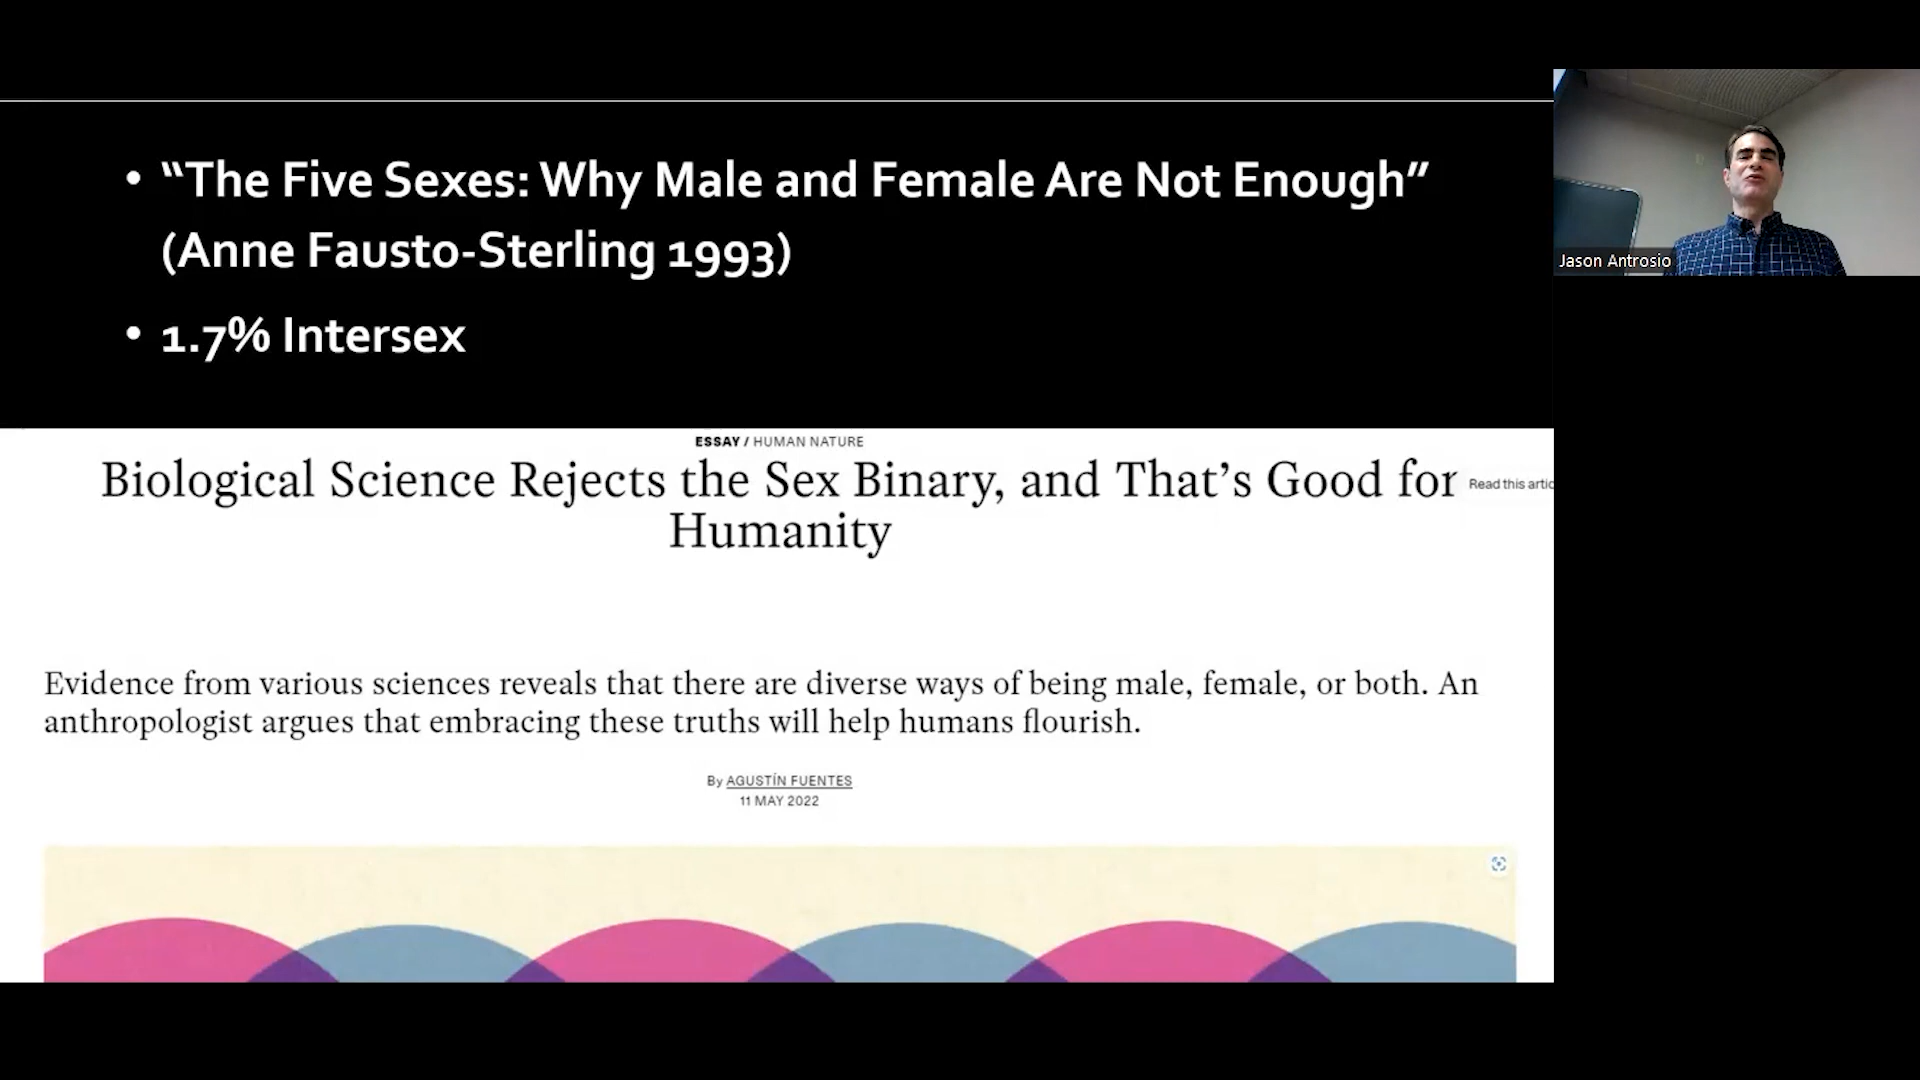 • “The Five Sexes: Why Male and Female Are Not Enough”
(Anne Fausto-Sterling 1993)
• 1.7% Intersex
Jason Antrosio
ESSAY / HUMAN NATURE
Biological Science Rejects the Sex Binary, and That’s Good for
Humanity
Read this artic
Evidence from various sciences reveals that there are diverse ways of being male, female, or both. An
anthropologist argues that embracing these truths will help humans flourish.
By AGUSTÍN FUENTES
11 MAY 2022